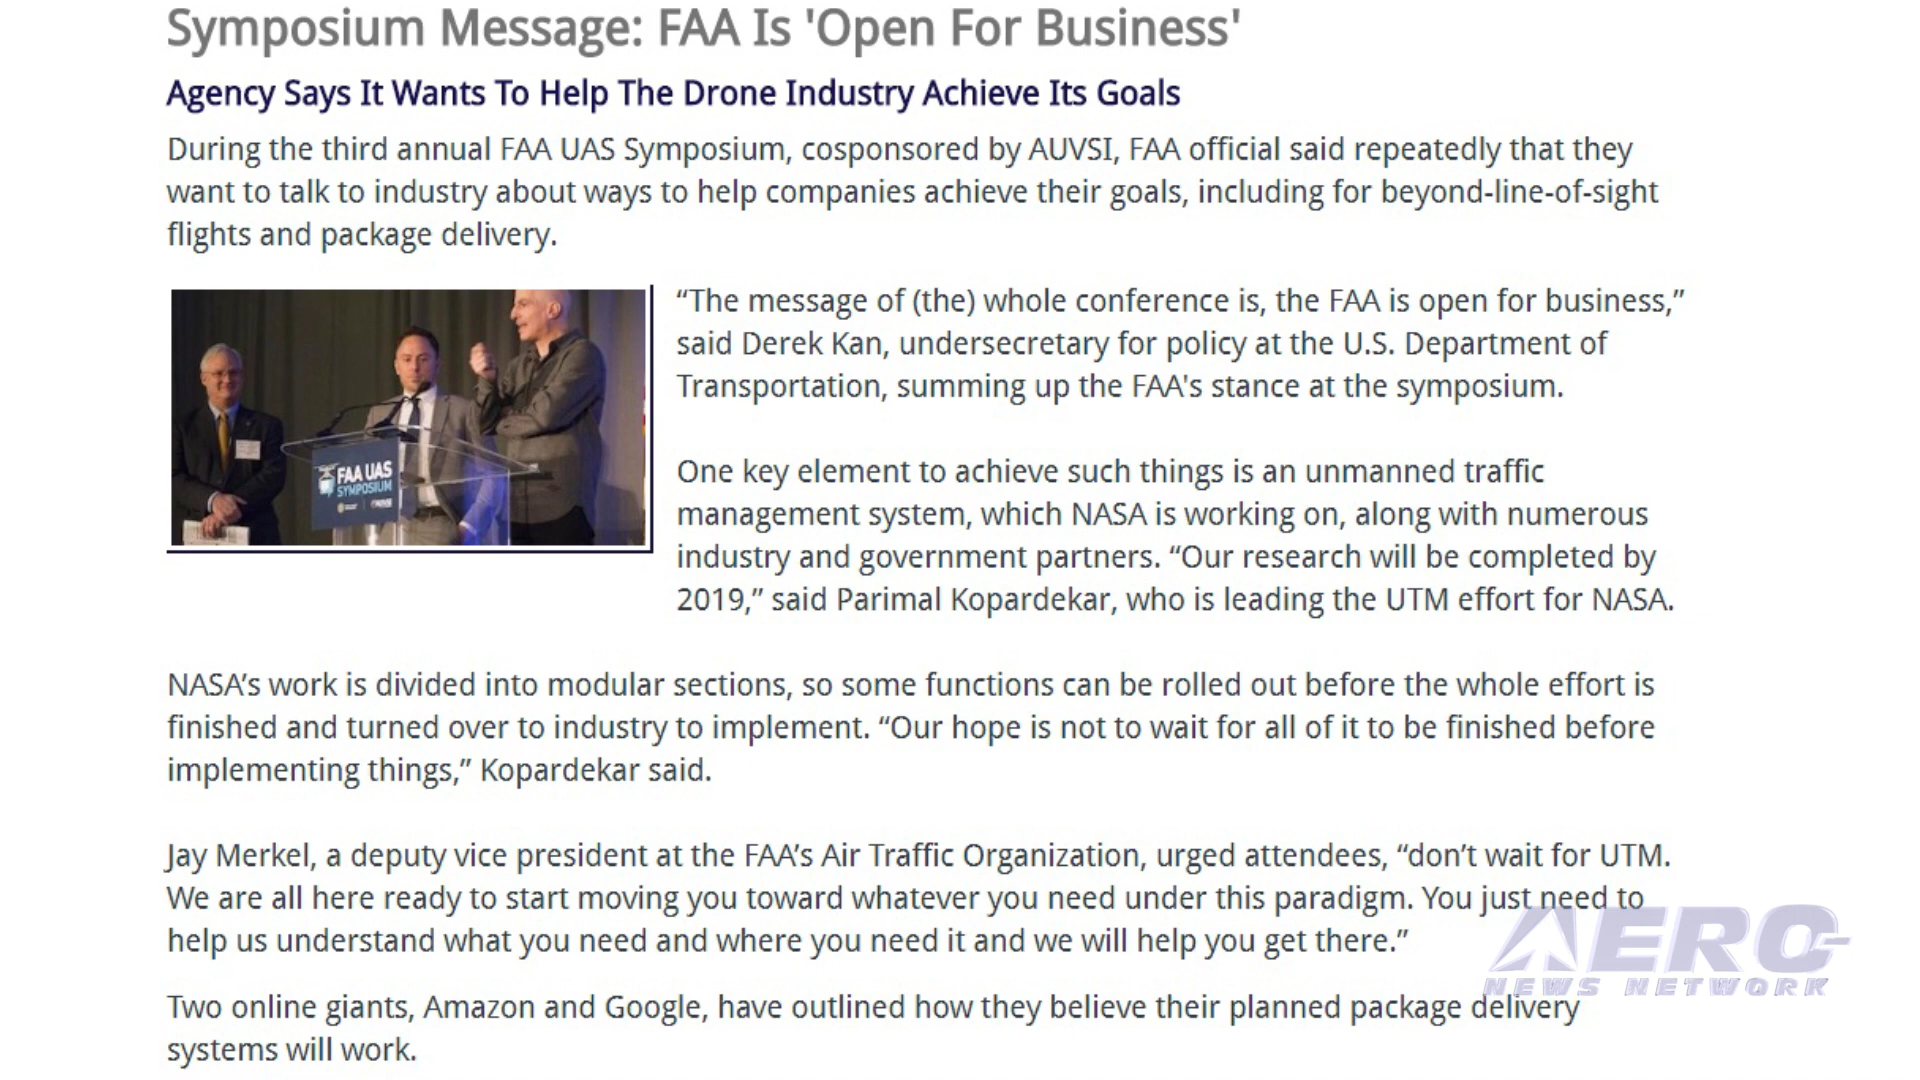 Symposium Message: FAA Is 'Open For Business'
Agency Says It Wants To Help The Drone Industry Achieve Its Goals
During the third annual FAA UAS Symposium, cosponsored by AUVSI, FAA official said repeatedly that they
want to talk to industry about ways to help companies achieve their goals, including for beyond-line-of-sight
flights and package delivery.
“The message of (the) whole conference is, the FAA is open for business,”
said Derek Kan, undersecretary for policy at the U.S. Department of
Transportation, summing up the FAA's stance at the symposium.
FAA UAS
SYMPOSIUM
One key element to achieve such things is an unmanned traffic
management system, which NASA is working on, along with numerous
industry and government partners. “Our research will be completed by
2019,” said Parimal Kopardekar, who is leading the UTM effort for NASA.
NASA’s work is divided into modular sections, so some functions can be rolled out before the whole effort is
finished and turned over to industry to implement. “Our hope is not to wait for all of it to be finished before
implementing things,” Kopardekar said.
Jay Merkel, a deputy vice president at the FAA’s Air Traffic Organization, urged attendees, “don’t wait for UTM.
We are all here ready to start moving you toward whatever you need under this paradigm. You just need to
help us understand what you need and where you need it and we will help you get there.”
AERO
NEWS NETWORK
Two online giants, Amazon and Google, have outlined how they believe their planned package delivery
systems will work.